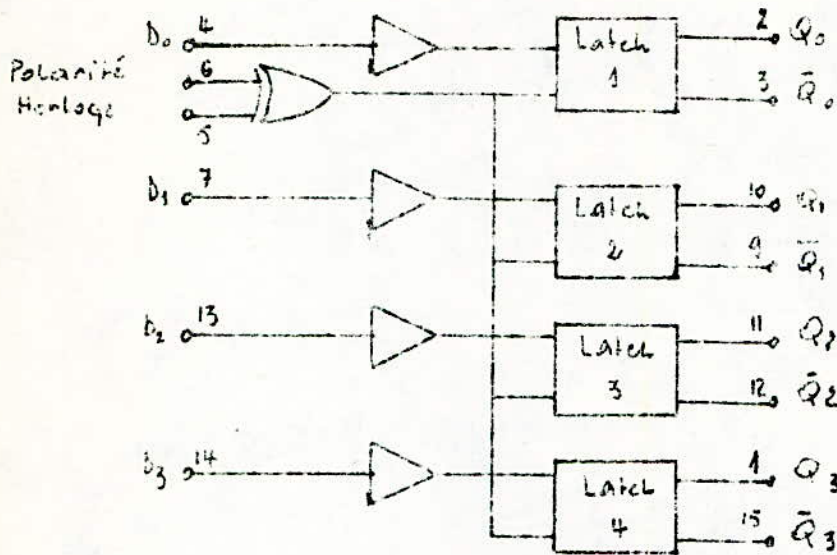 D₀ 4 Latch 1 2 Q₀
Polarité 6 3 Q̄₀
Horloge 5
D₁ 7 Latch 2 10 Q₁
9 Q̄₁
D₂ 13 Latch 3 11 Q₂
12 Q̄₂
D₃ 14 Latch 4 1 Q₃
15 Q̄₃